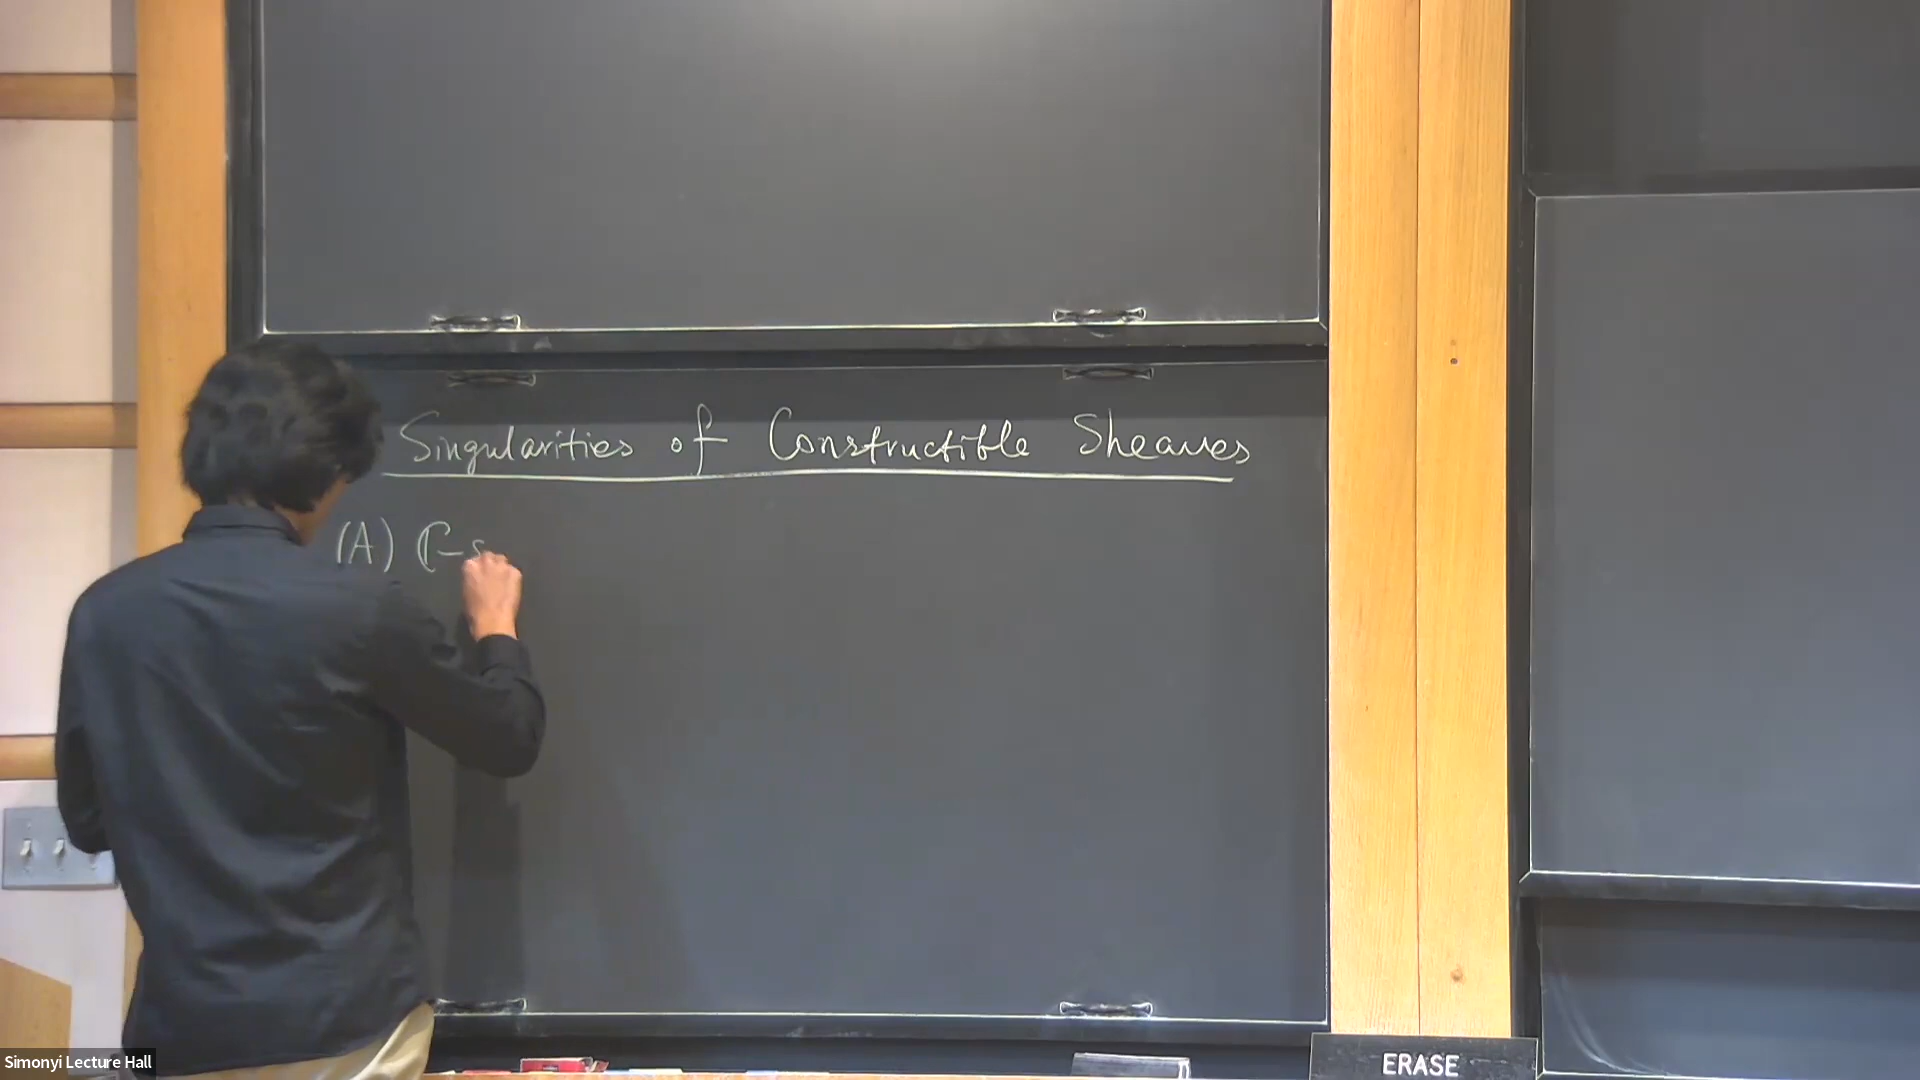 Singularities of Constructible Sheaves
(A) ℂ-s
Simonyi Lecture Hall
ERASE